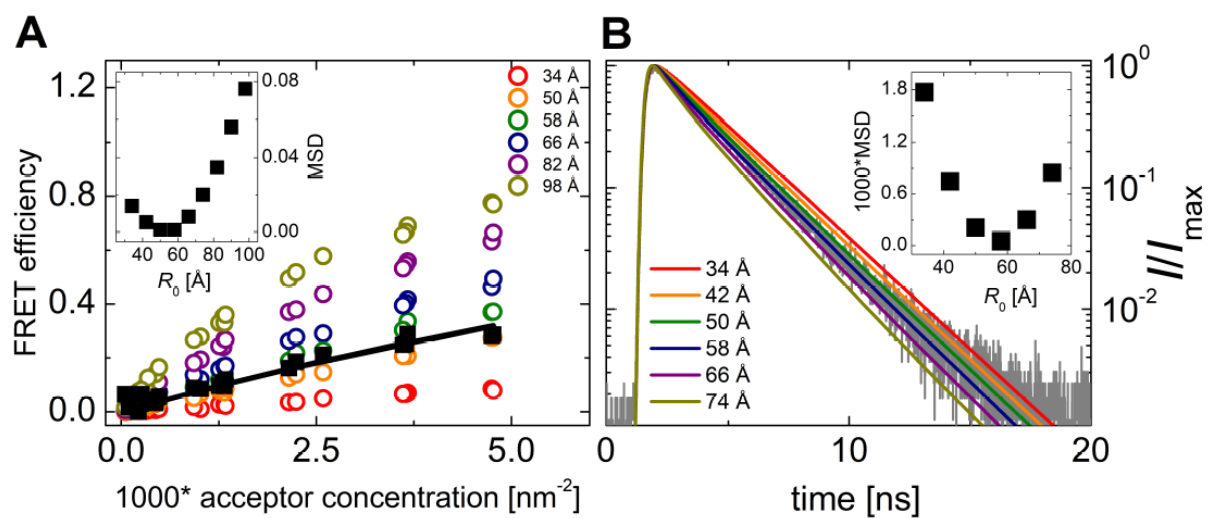 A
B
FRET efficiency
1.2
0.8
0.4
0.0
0.0
2.5
5.0
1000* acceptor concentration [nm⁻²]
0.08
0.04
0.00
MSD
40
60
80
100
R₀ [Å]
34 Å
50 Å
58 Å
66 Å
82 Å
98 Å
34 Å
42 Å
50 Å
58 Å
66 Å
74 Å
1000*MSD
1.8
1.2
0.6
0.0
40
60
80
R₀ [Å]
10⁰
10⁻¹
10⁻²
I/Imax
0
10
20
time [ns]